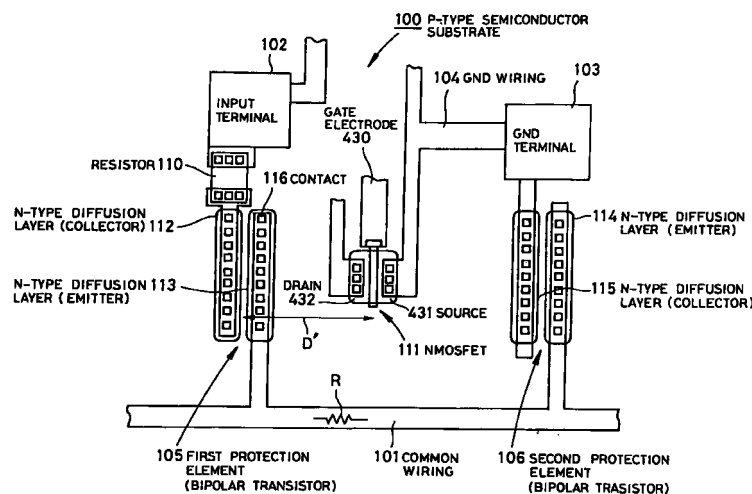 100 P-TYPE SEMICONDUCTOR
SUBSTRATE
102
INPUT
TERMINAL
104 GND WIRING
103
GND
TERMINAL
GATE
ELECTRODE
430
RESISTOR 110
116 CONTACT
N-TYPE DIFFUSION
LAYER (COLLECTOR) 112
114 N-TYPE DIFFUSION
LAYER (EMITTER)
N-TYPE DIFFUSION 113
LAYER (EMITTER)
DRAIN
432
431 SOURCE
115 N-TYPE DIFFUSION
LAYER (COLLECTOR)
D'
111 NMOSFET
R
105 FIRST PROTECTION
ELEMENT
(BIPOLAR TRASISTOR)
101 COMMON
WIRING
106 SECOND PROTECTION
ELEMENT
(BIPOLAR TRASISTOR)